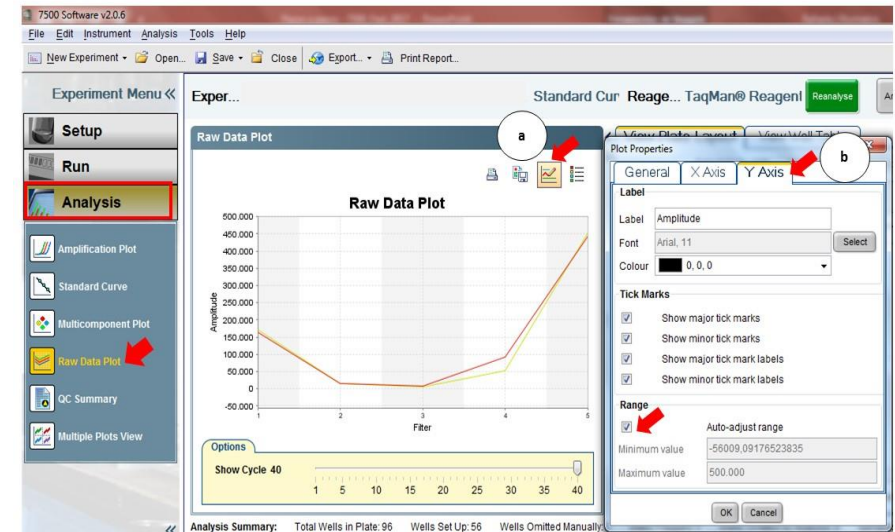 7500 Software v2.0.6
File Edit Instrument Analysis Tools Help
New Experiment Open... Save Close Export... Print Report...
Experiment Menu «
Exper...
Standard Cur Reage... TaqMan® Reagent Reanalyse An
Setup
Run
Analysis
Amplification Plot
Standard Curve
Multicomponent Plot
Raw Data Plot
QC Summary
Multiple Plots View
Raw Data Plot
a
View Plate Layout View Well Tab
Raw Data Plot
500.000
450.000
400.000
350.000
300.000
250.000
200.000
150.000
100.000
50.000
0
-50.000
Amplitude
1 2 3 4 5
Filter
Options
Show Cycle 40
1 5 10 15 20 25 30 35 40
Analysis Summary: Total Wells in Plate: 96 Wells Set Up: 56 Wells Omitted Manually:
Plot Properties
b
General X Axis Y Axis
Label
Label Amplitude
Font Arial, 11 Select
Colour 0, 0, 0
Tick Marks
Show major tick marks
Show minor tick marks
Show major tick mark labels
Show minor tick mark labels
Range
Auto-adjust range
Minimum value -56009,09176523835
Maximum value 500.000
OK Cancel
«